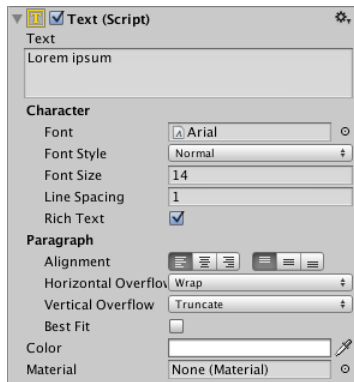 Text (Script)
Text
Lorem ipsum
Character
Font Arial
Font Style Normal
Font Size 14
Line Spacing 1
Rich Text
Paragraph
Alignment
Horizontal Overflov Wrap
Vertical Overflow Truncate
Best Fit
Color
Material None (Material)